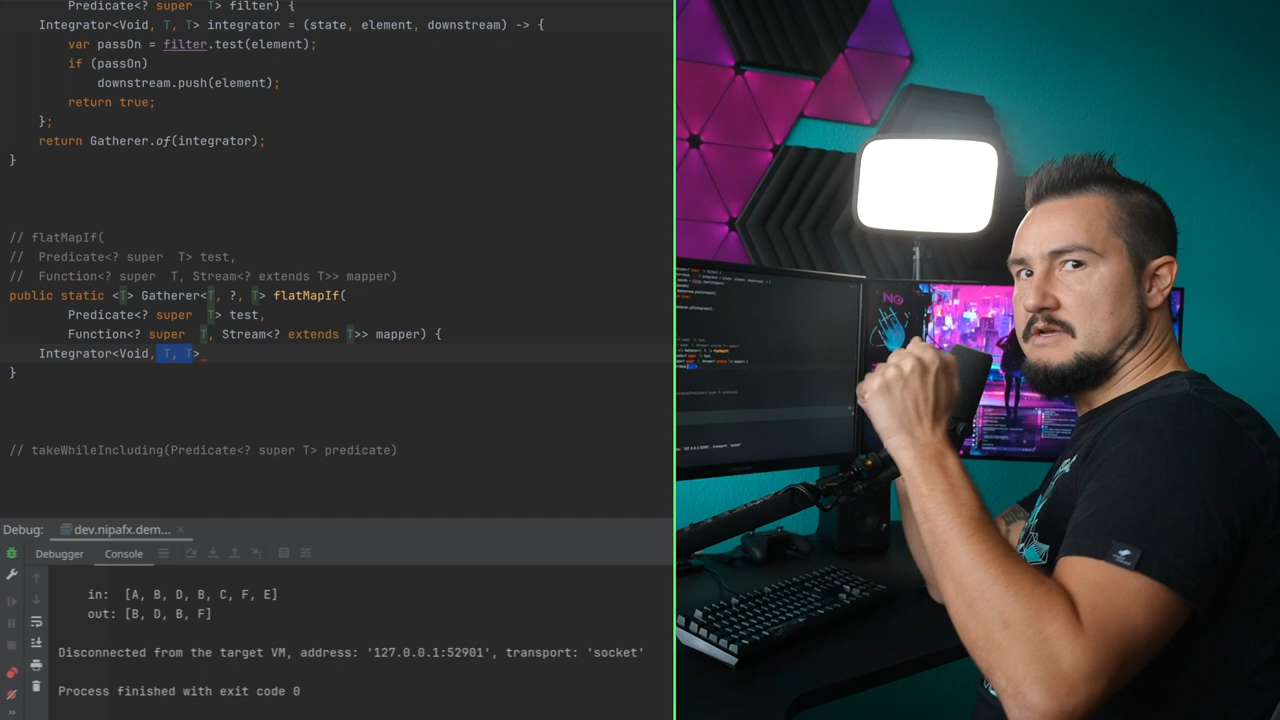 Predicate<? super  T> filter) {
Integrator<Void, T, T> integrator = (state, element, downstream) -> {
var passOn = filter.test(element);
if (passOn)
downstream.push(element);
return true;
};
return Gatherer.of(integrator);
}
// flatMapIf(
//  Predicate<? super  T> test,
//  Function<? super  T, Stream<? extends T>> mapper)
public static <T> Gatherer<T, ?, T> flatMapIf(
Predicate<? super  T> test,
Function<? super  T, Stream<? extends T>> mapper) {
Integrator<Void, T, T>
}
// takeWhileIncluding(Predicate<? super T> predicate)
Debug: dev.nipafx.dem...
Debugger Console
in:  [A, B, D, B, C, F, E]
out: [B, D, B, F]
Disconnected from the target VM, address: '127.0.0.1:52901', transport: 'socket'
Process finished with exit code 0